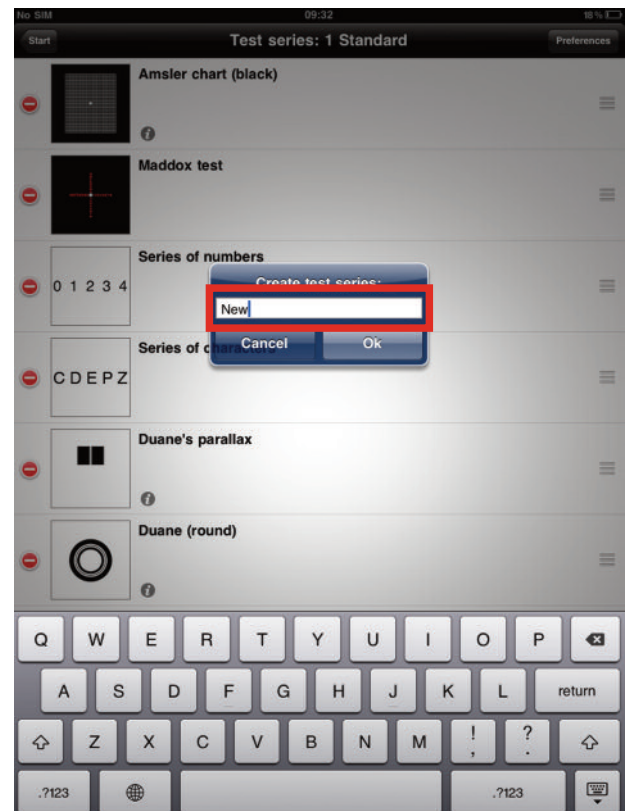 No SIM 09:32 18 %
Start Test series: 1 Standard Preferences
Amsler chart (black)
i
Maddox test
Series of numbers
0 1 2 3 4
Create test series:
New
Cancel Ok
Series of characters
C D E P Z
Duane's parallax
i
Duane (round)
i
Q W E R T Y U I O P
A S D F G H J K L return
Z X C V B N M ! , ? .
.?123 .?123